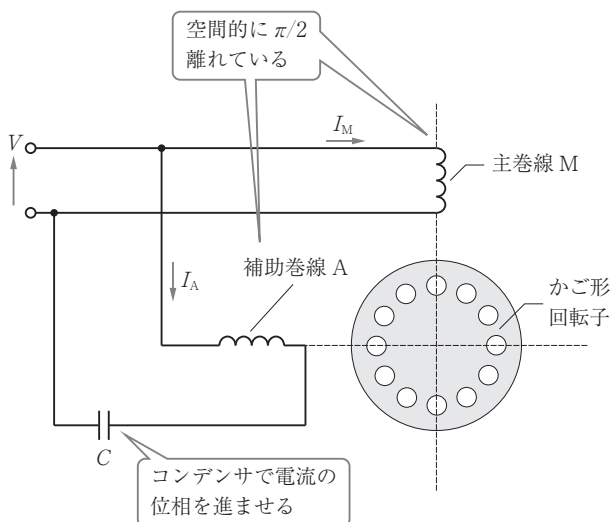 空間的に π/2
離れている
V
I_M
主巻線 M
I_A
補助巻線 A
かご形
回転子
C
コンデンサで電流の
位相を進ませる